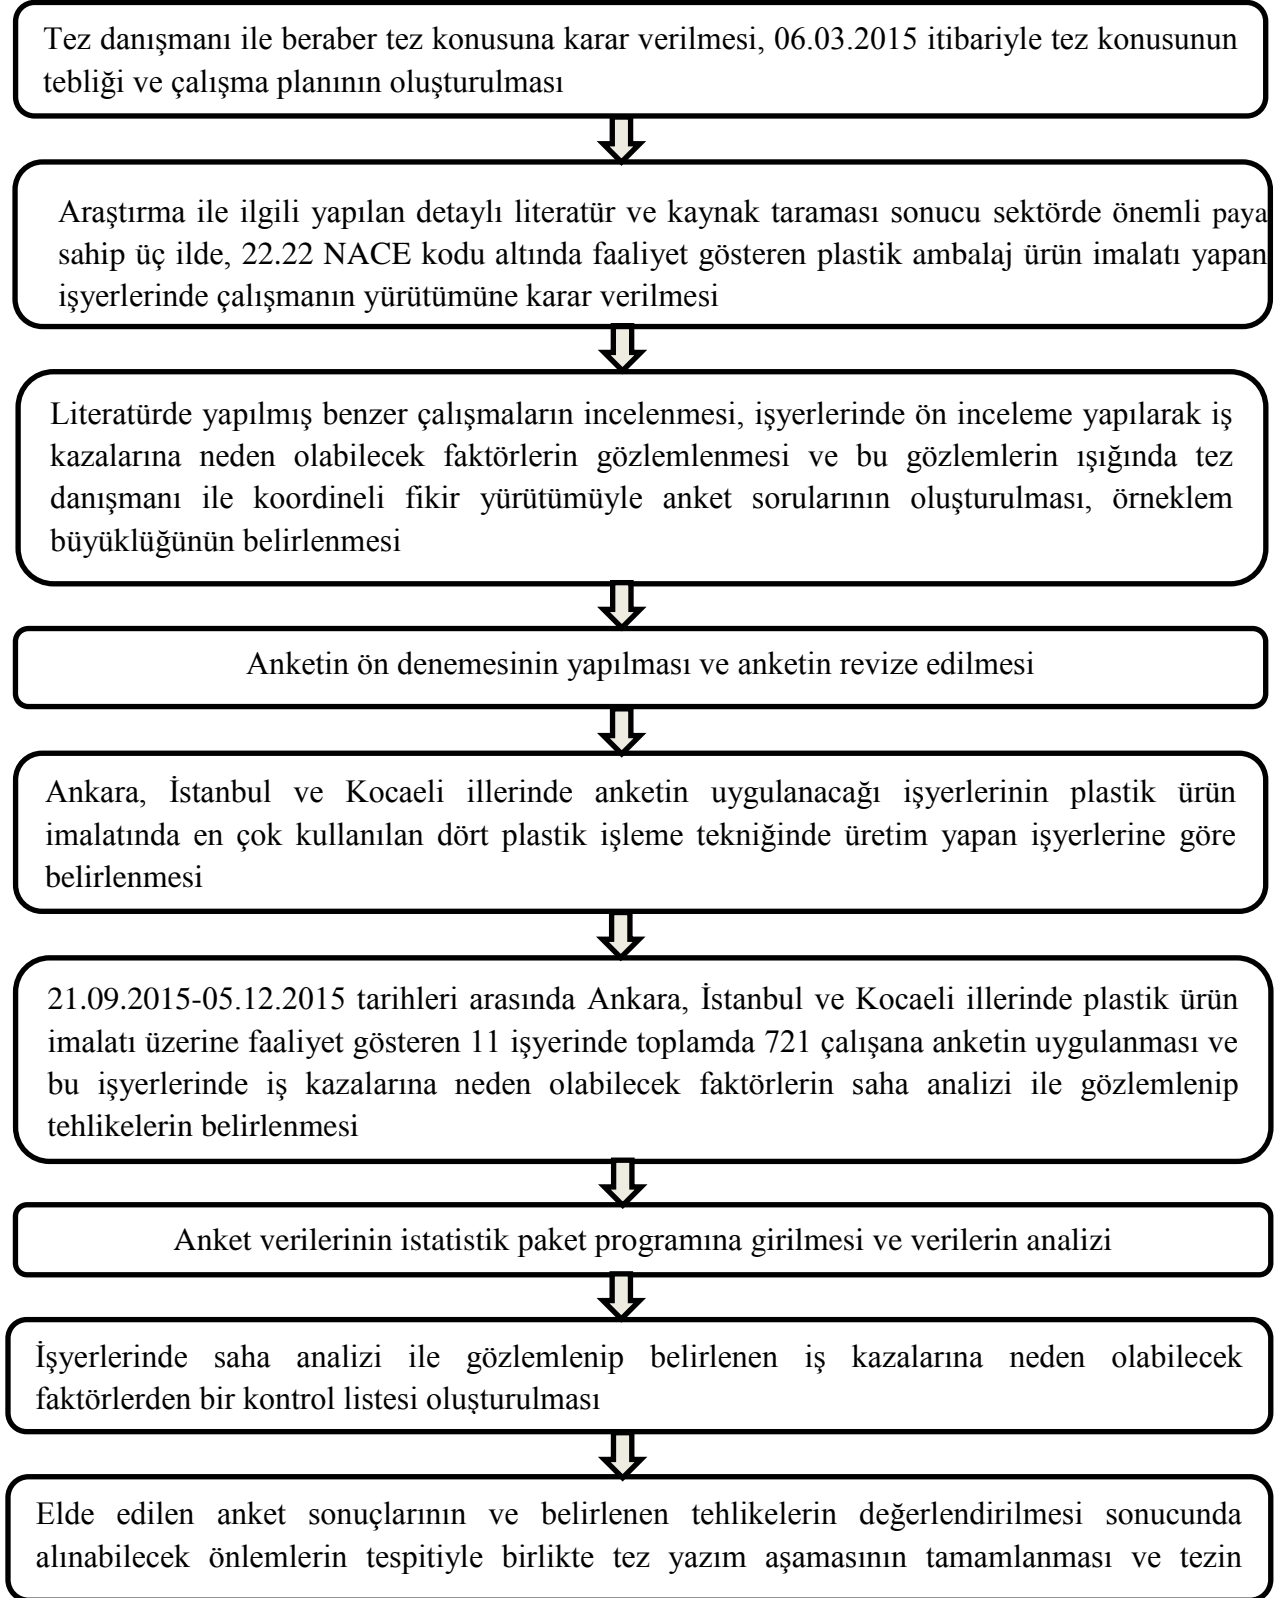 Tez danışmanı ile beraber tez konusuna karar verilmesi, 06.03.2015 itibariyle tez konusunun
tebliği ve çalışma planının oluşturulması
Araştırma ile ilgili yapılan detaylı literatür ve kaynak taraması sonucu sektörde önemli paya
sahip üç ilde, 22.22 NACE kodu altında faaliyet gösteren plastik ambalaj ürün imalatı yapan
işyerlerinde çalışmanın yürütümüne karar verilmesi
Literatürde yapılmış benzer çalışmaların incelenmesi, işyerlerinde ön inceleme yapılarak iş
kazalarına neden olabilecek faktörlerin gözlemlenmesi ve bu gözlemlerin ışığında tez
danışmanı ile koordineli fikir yürütümüyle anket sorularının oluşturulması, örneklem
büyüklüğünün belirlenmesi
Anketin ön denemesinin yapılması ve anketin revize edilmesi
Ankara, İstanbul ve Kocaeli illerinde anketin uygulanacağı işyerlerinin plastik ürün
imalatında en çok kullanılan dört plastik işleme tekniğinde üretim yapan işyerlerine göre
belirlenmesi
21.09.2015-05.12.2015 tarihleri arasında Ankara, İstanbul ve Kocaeli illerinde plastik ürün
imalatı üzerine faaliyet gösteren 11 işyerinde toplamda 721 çalışana anketin uygulanması ve
bu işyerlerinde iş kazalarına neden olabilecek faktörlerin saha analizi ile gözlemlenip
tehlikelerin belirlenmesi
Anket verilerinin istatistik paket programına girilmesi ve verilerin analizi
İşyerlerinde saha analizi ile gözlemlenip belirlenen iş kazalarına neden olabilecek
faktörlerden bir kontrol listesi oluşturulması
Elde edilen anket sonuçlarının ve belirlenen tehlikelerin değerlendirilmesi sonucunda
alınabilecek önlemlerin tespitiyle birlikte tez yazım aşamasının tamamlanması ve tezin